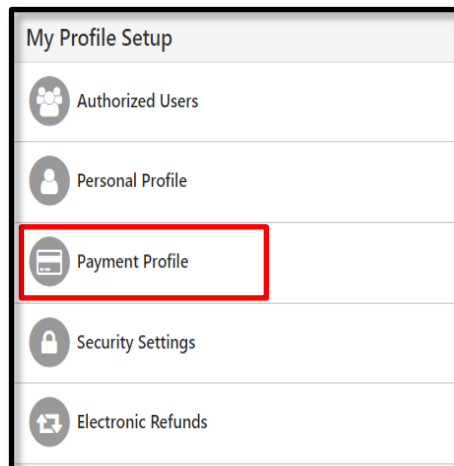 My Profile Setup
Authorized Users
Personal Profile
Payment Profile
Security Settings
Electronic Refunds